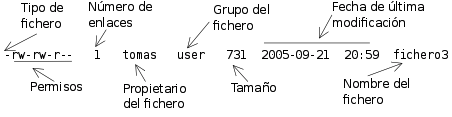 Tipo de fichero
Número de enlaces
Grupo del fichero
Fecha de última modificación
-rw-rw-r-- 1 tomas user 731 2005-09-21 20:59 fichero3
Permisos
Propietario del fichero
Tamaño
Nombre del fichero